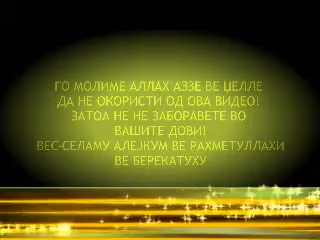 ГО МОЛИМЕ АЛЛАХ АЗЗЕ ВЕ ЏЕЛЛЕ
ДА НЕ ОКОРИСТИ ОД ОВА ВИДЕО!
ЗАТОА НЕ НЕ ЗАБОРАВЕТЕ ВО
ВАШИТЕ ДОВИ!
ВЕС-СЕЛАМУ АЛЕЈКУМ ВЕ РАХМЕТУЛЛАХИ
ВЕ БЕРЕКАТУХУ